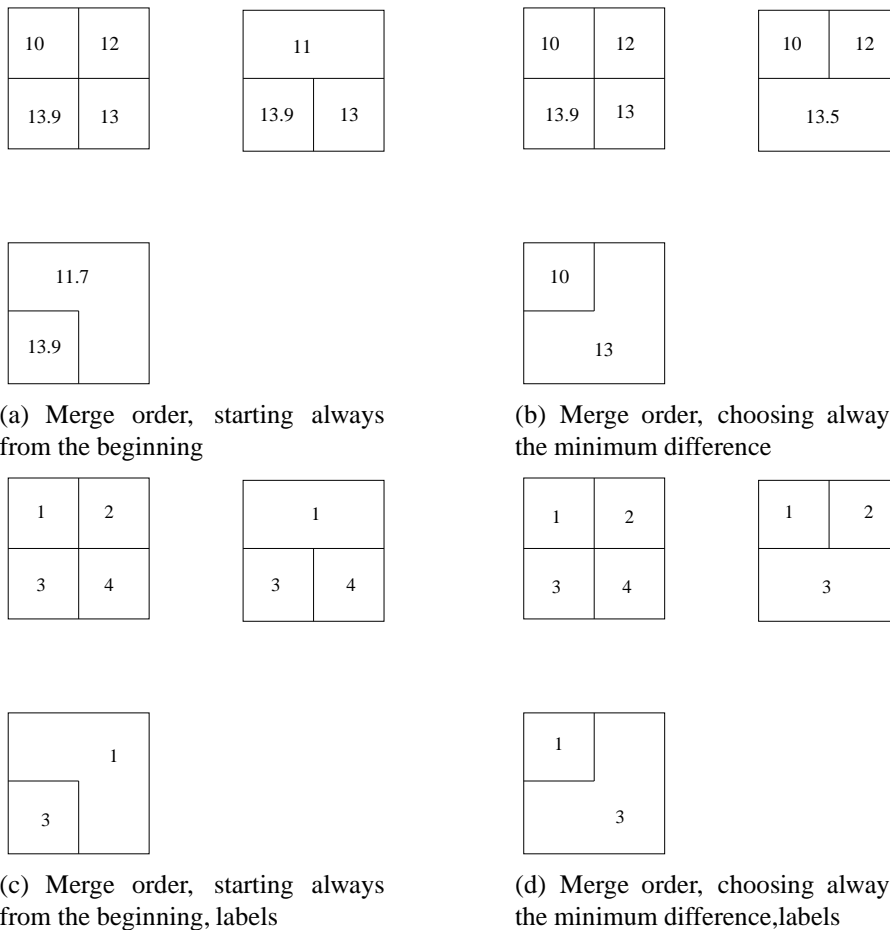 10 12 11 10 12 10 12
13.9 13 13.9 13 13.9 13 13.5
11.7 10
13.9 13
(a) Merge order, starting always
from the beginning
(b) Merge order, choosing alway
the minimum difference
1 2 1 1 2 1 2
3 4 3 4 3 4 3
1 1
3 3
(c) Merge order, starting always
from the beginning, labels
(d) Merge order, choosing alway
the minimum difference,labels